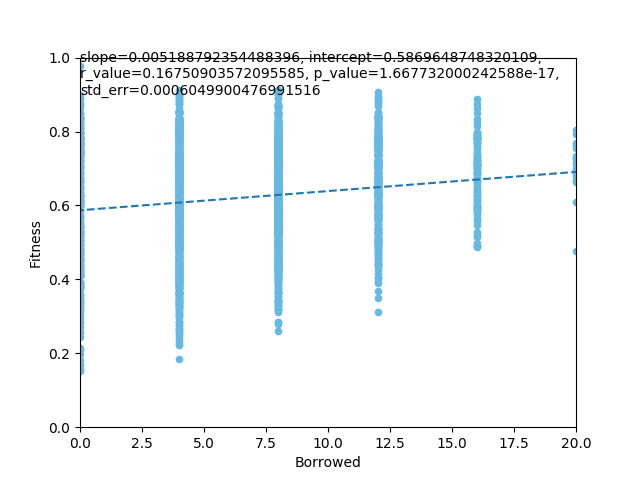 slope=0.005188792354488396, intercept=0.5869648748320109,
r_value=0.16750903572095585, p_value=1.667732000242588e-17,
std_err=0.0006049900476991516
1.0
0.8
0.6
0.4
0.2
0.0
Fitness
0.0 2.5 5.0 7.5 10.0 12.5 15.0 17.5 20.0
Borrowed